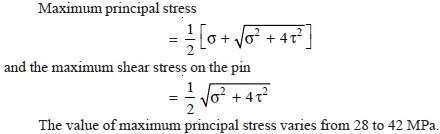 Maximum principal stress
= 1/2 [σ + √(σ² + 4τ²)]
and the maximum shear stress on the pin
= 1/2 √(σ² + 4τ²)
The value of maximum principal stress varies from 28 to 42 MPa.